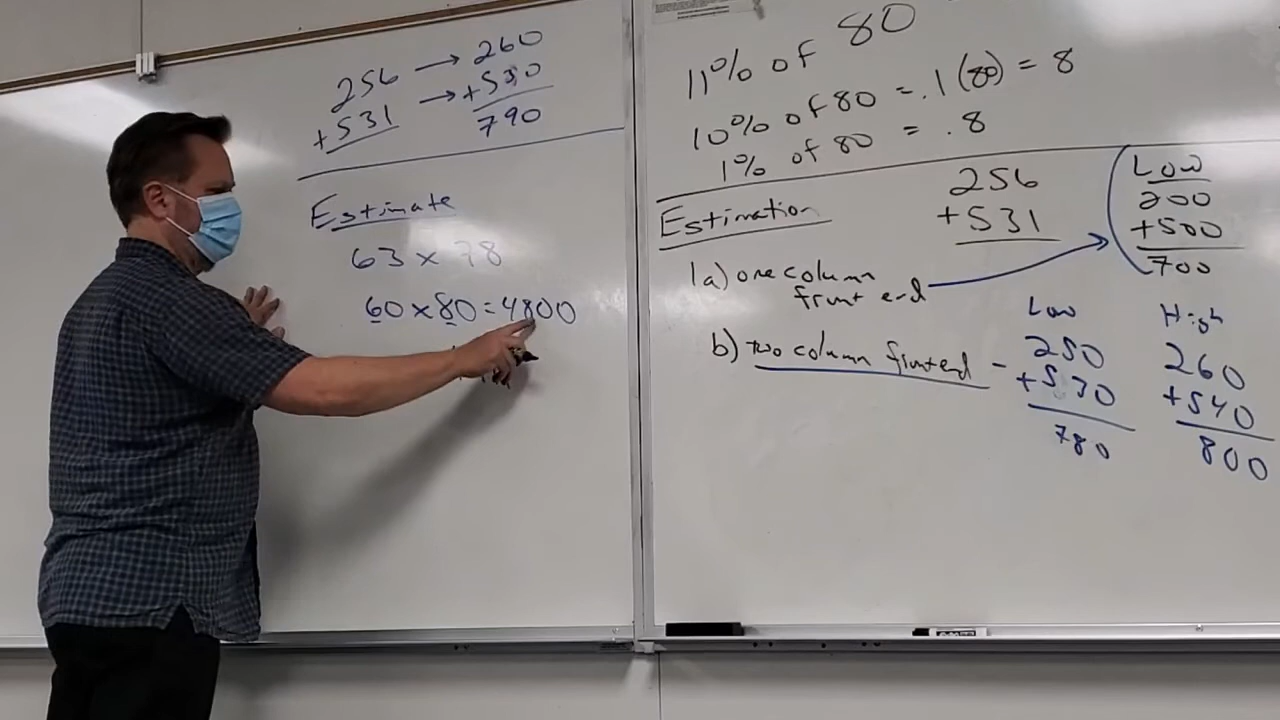 256 → 260
+531 → +530
790
Estimate
63 x 78
60 x 80 = 4800
11% of 80
10% of 80 = .1 (80) = 8
1% of 80 = .8
Estimation
256
+531
1a) one column
front end
Low
200
+500
700
b) two column front end -
Low
250
+530
780
High
260
+540
800